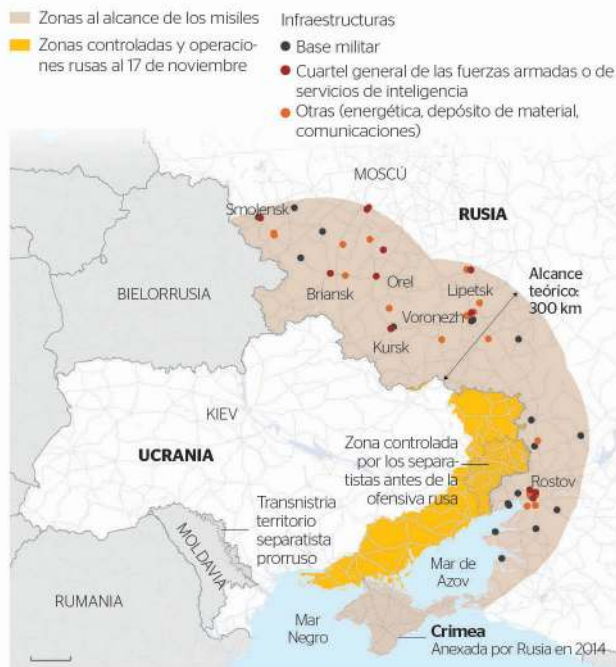 Zonas al alcance de los misiles
Zonas controladas y operacio-
nes rusas al 17 de noviembre
Infraestructuras
Base militar
Cuartel general de las fuerzas armadas o de
servicios de inteligencia
Otras (energética, depósito de material,
comunicaciones)
MOSCÚ
Smolensk
RUSIA
Alcance
teórico:
300 km
Orel
Lipetsk
BIELORRUSIA
Briansk
Voronezh
Kursk
KIEV
UCRANIA
Zona controlada
por los separa-
tistas antes de la
ofensiva rusa
Rostov
Transnistria
territorio
separatista
prorruso
MOLDAVIA
Mar de
Azov
RUMANIA
Mar
Negro
Crimea
Anexada por Rusia en 2014